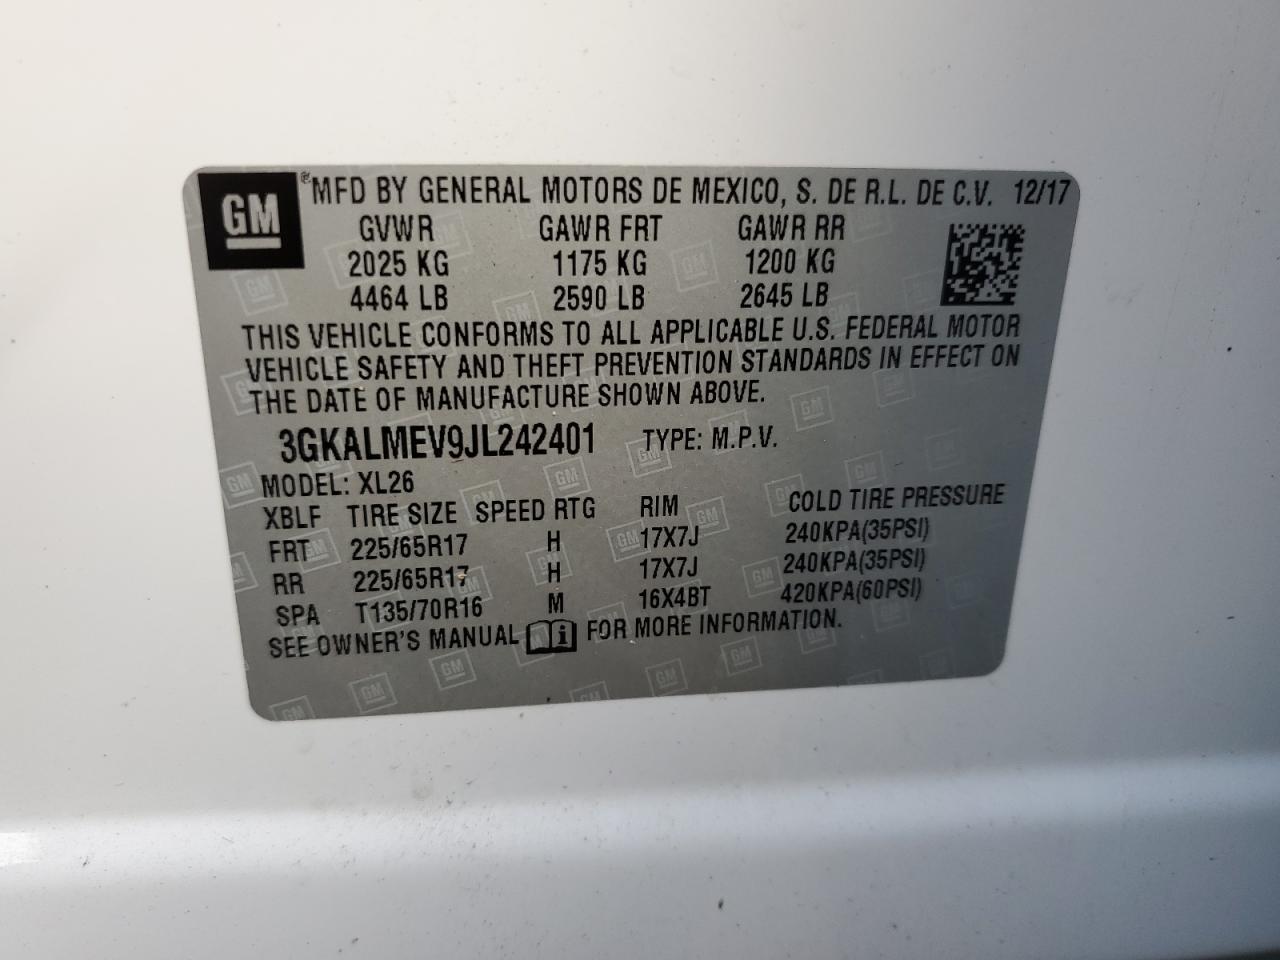 GM
MFD BY GENERAL MOTORS DE MEXICO, S. DE R.L. DE C.V. 12/17
GVWR GAWR FRT GAWR RR
2025 KG 1175 KG 1200 KG
4464 LB 2590 LB 2645 LB
THIS VEHICLE CONFORMS TO ALL APPLICABLE U.S. FEDERAL MOTOR
VEHICLE SAFETY AND THEFT PREVENTION STANDARDS IN EFFECT ON
THE DATE OF MANUFACTURE SHOWN ABOVE.
3GKALMEV9JL242401 TYPE: M.P.V.
MODEL: XL26
XBLF TIRE SIZE SPEED RTG RIM COLD TIRE PRESSURE
FRT 225/65R17 H 17X7J 240KPA(35PSI)
RR 225/65R17 H 17X7J 240KPA(35PSI)
SPA T135/70R16 M 16X4BT 420KPA(60PSI)
SEE OWNER'S MANUAL FOR MORE INFORMATION.